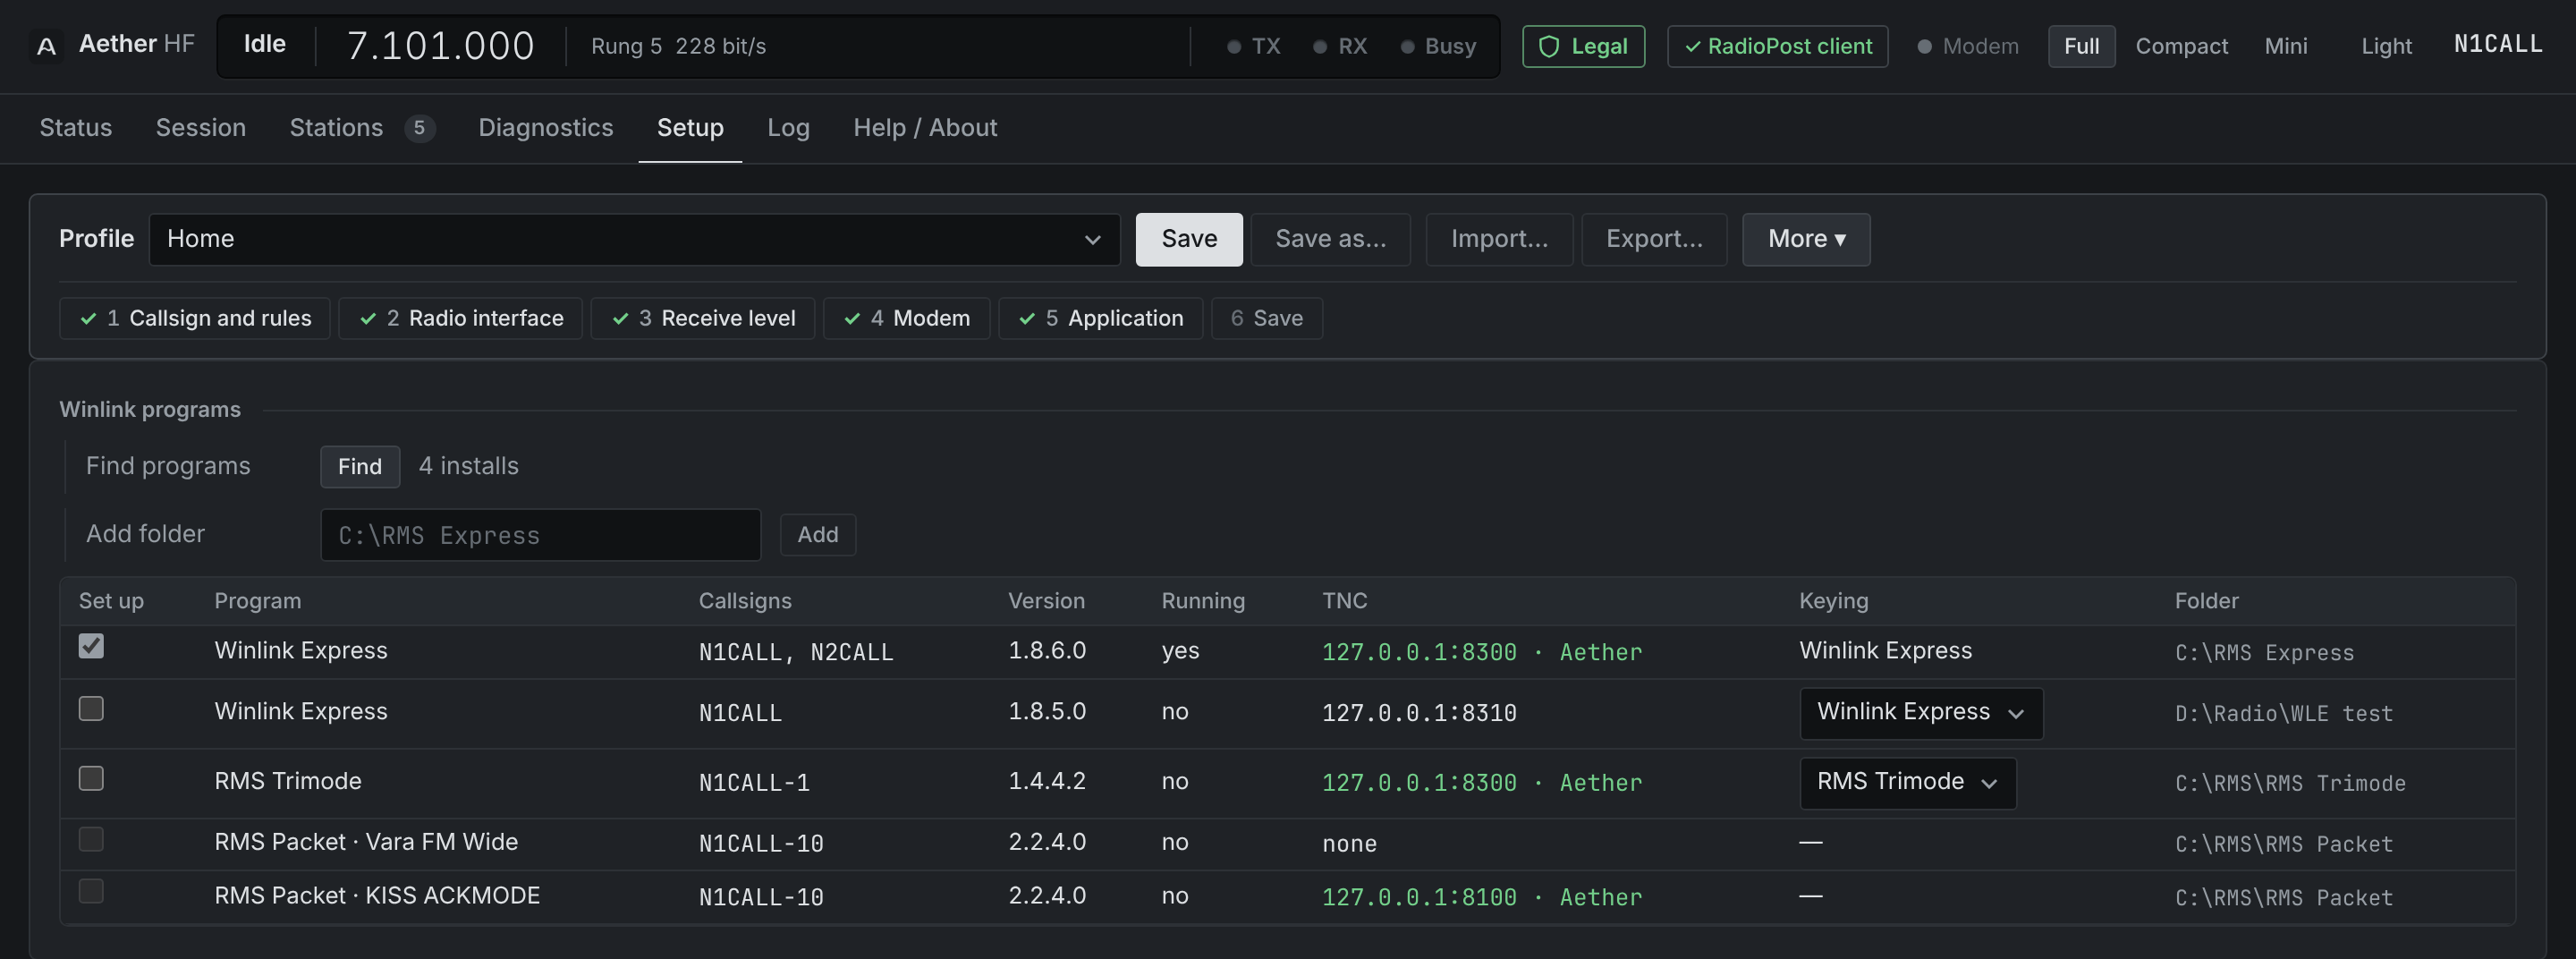 Aether HF Idle 7.101.000 Rung 5 228 bit/s TX RX Busy Legal ✓ RadioPost client Modem Full Compact Mini Light N1CALL
Status Session Stations 5 Diagnostics Setup Log Help / About
Profile Home Save Save as... Import... Export... More ▾
✓ 1 Callsign and rules ✓ 2 Radio interface ✓ 3 Receive level ✓ 4 Modem ✓ 5 Application 6 Save
Winlink programs
Find programs Find 4 installs
Add folder C:\RMS Express Add
Set up Program Callsigns Version Running TNC Keying Folder
Winlink Express N1CALL, N2CALL 1.8.6.0 yes 127.0.0.1:8300 · Aether Winlink Express C:\RMS Express
Winlink Express N1CALL 1.8.5.0 no 127.0.0.1:8310 Winlink Express D:\Radio\WLE test
RMS Trimode N1CALL-1 1.4.4.2 no 127.0.0.1:8300 · Aether RMS Trimode C:\RMS\RMS Trimode
RMS Packet · Vara FM Wide N1CALL-10 2.2.4.0 no none — C:\RMS\RMS Packet
RMS Packet · KISS ACKMODE N1CALL-10 2.2.4.0 no 127.0.0.1:8100 · Aether — C:\RMS\RMS Packet